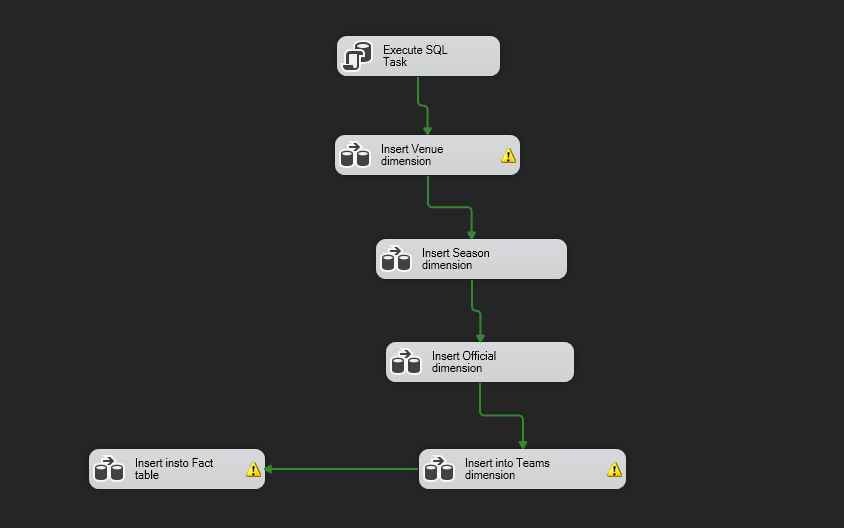 Execute SQL
Task
Insert Venue
dimension
Insert Season
dimension
Insert Official
dimension
Insert insto Fact
table
Insert into Teams
dimension